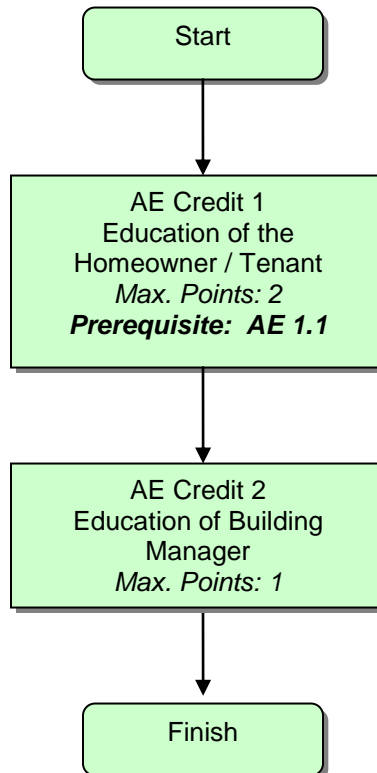 Start
AE Credit 1
Education of the
Homeowner / Tenant
Max. Points: 2
Prerequisite: AE 1.1
AE Credit 2
Education of Building
Manager
Max. Points: 1
Finish